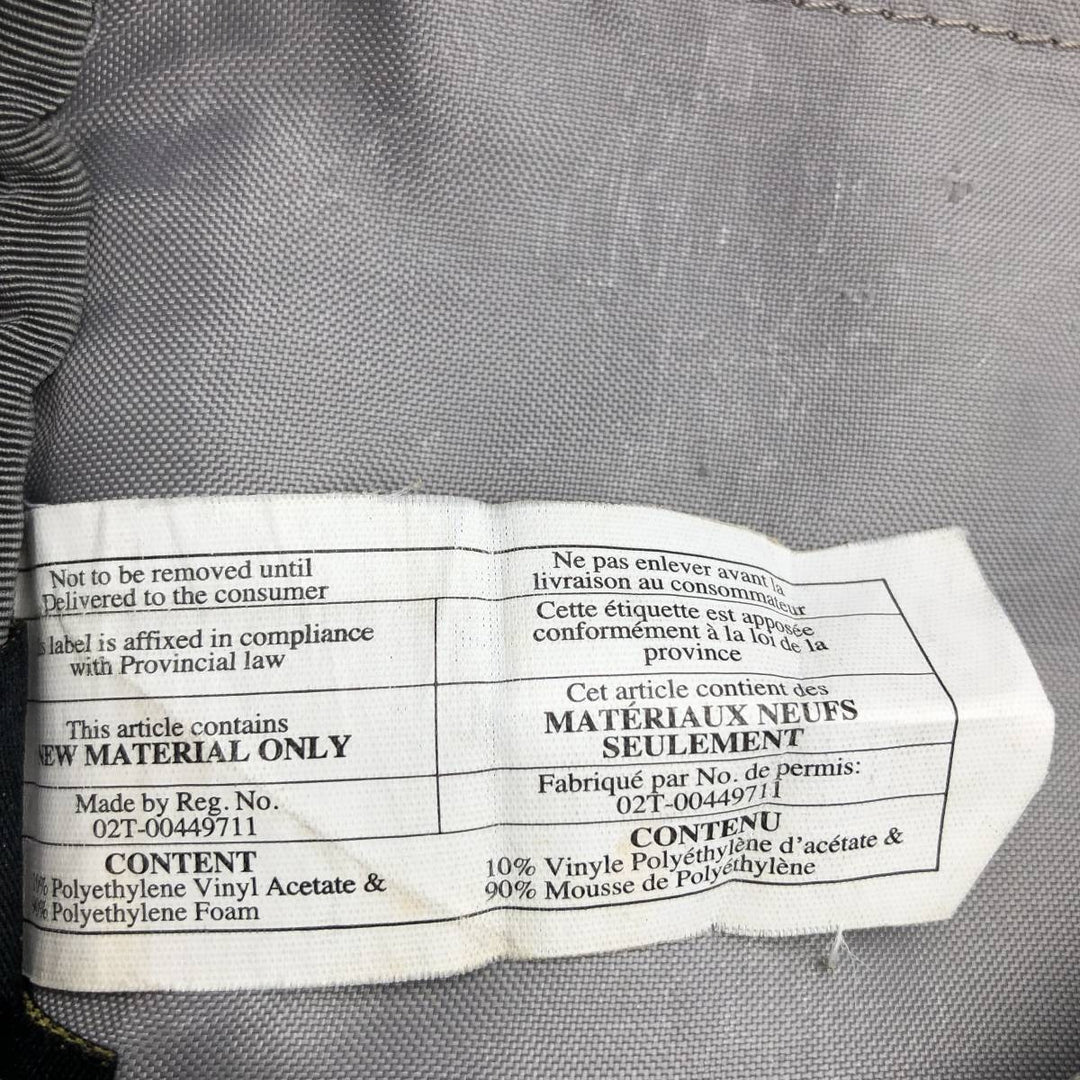 Not to be removed until
Delivered to the consumer
label is affixed in compliance
with Provincial law
This article contains
EW MATERIAL ONLY
Made by Reg. No.
02T-00449711
CONTENT
% Polyethylene Vinyl Acetate &
% Polyethylene Foam
Ne pas enlever avant la
livraison au consommateur
Cette étiquette est apposée
conformément à la loi de la
province
Cet article contient des
MATÉRIAUX NEUFS
SEULEMENT
Fabriqué par No. de permis:
02T-00449711
CONTENU
10% Vinyle Polyéthylène d'acétate &
90% Mousse de Polyéthylène